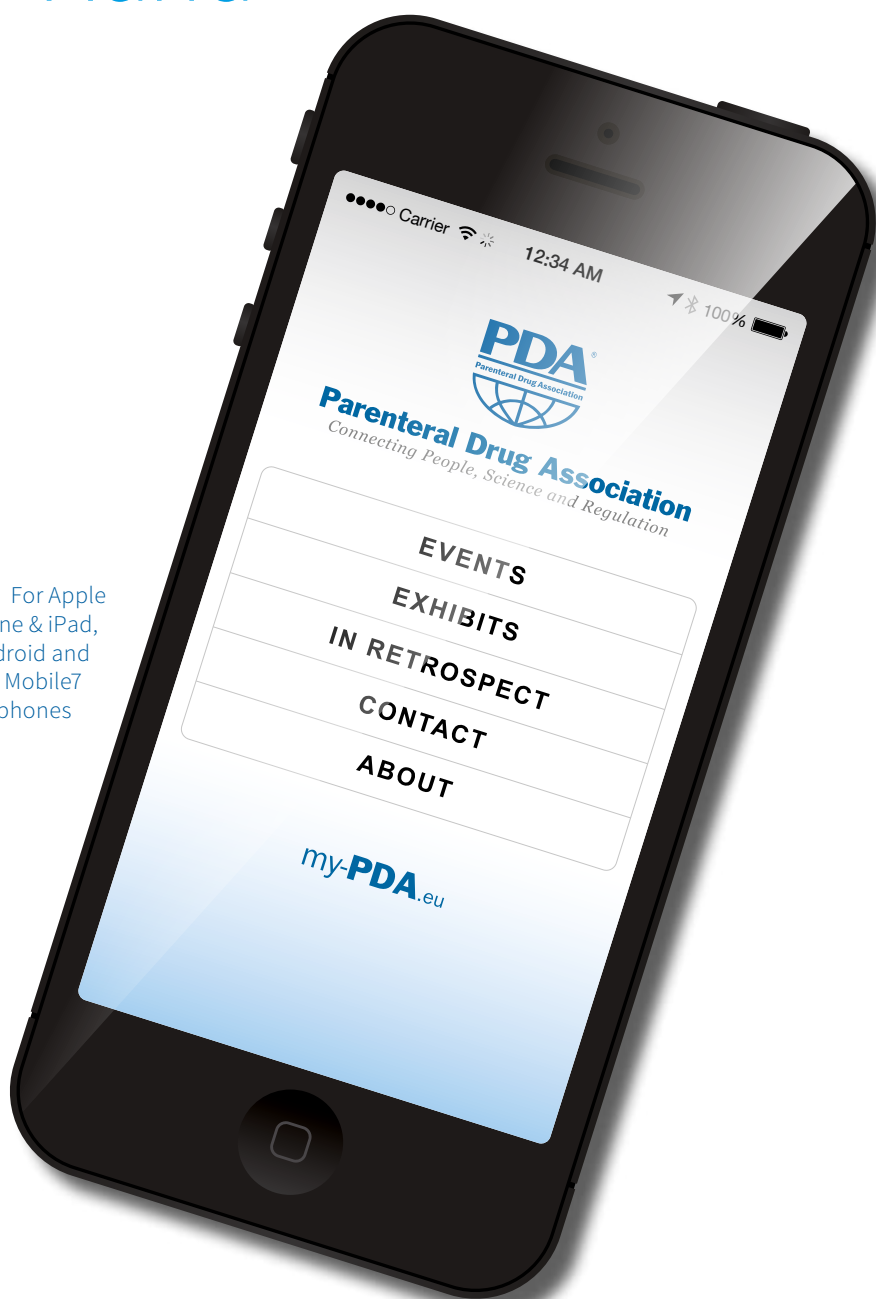 Carrier 12:34 AM 100%
PDA®
Parenteral Drug Association
Parenteral Drug Association
Connecting People, Science and Regulation
EVENTS
EXHIBITS
For Apple
ne & iPad,
droid and
Mobile7
phones
IN RETROSPECT
CONTACT
ABOUT
my-PDA.eu